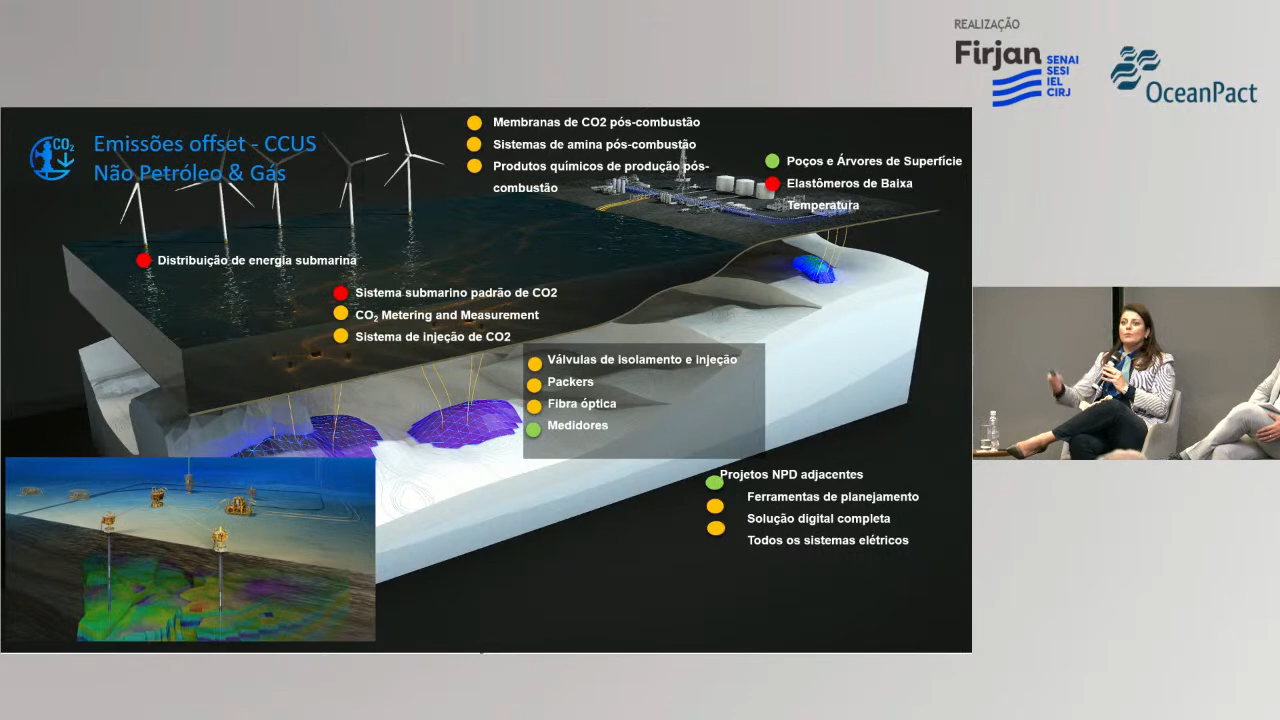 REALIZAÇÃO
Firjan
SENAI
SESI
IEL
CIRJ
OceanPact
CO₂
Emissões offset - CCUS
Não Petróleo & Gás
Membranas de CO2 pós-combustão
Sistemas de amina pós-combustão
Produtos químicos de produção pós-
combustão
Poços e Árvores de Superfície
Elastômeros de Baixa
Temperatura
Distribuição de energia submarina
Sistema submarino padrão de CO2
CO₂ Metering and Measurement
Sistema de injeção de CO2
Válvulas de isolamento e injeção
Packers
Fibra óptica
Medidores
Projetos NPD adjacentes
Ferramentas de planejamento
Solução digital completa
Todos os sistemas elétricos